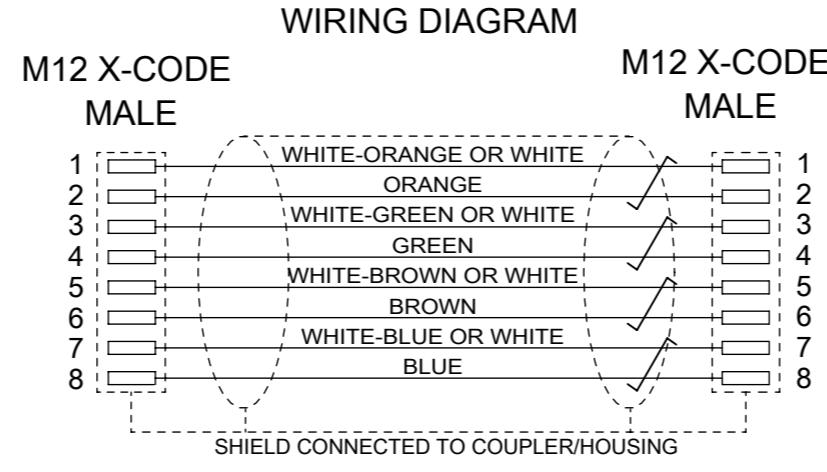 WIRING DIAGRAM
M12 X-CODE
MALE
M12 X-CODE
MALE
1 WHITE-ORANGE OR WHITE 1
2 ORANGE 2
3 WHITE-GREEN OR WHITE 3
4 GREEN 4
5 WHITE-BROWN OR WHITE 5
6 BROWN 6
7 WHITE-BLUE OR WHITE 7
8 BLUE 8
SHIELD CONNECTED TO COUPLER/HOUSING